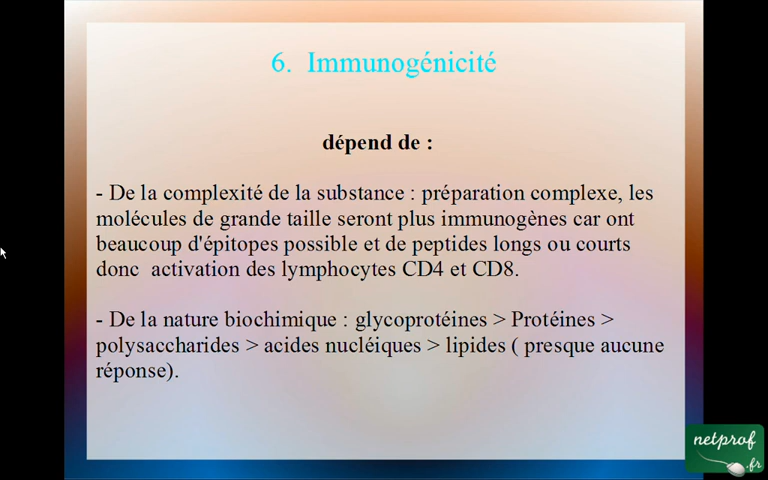 6. Immunogénicité
dépend de :
- De la complexité de la substance : préparation complexe, les
molécules de grande taille seront plus immunogènes car ont
beaucoup d'épitopes possible et de peptides longs ou courts
donc activation des lymphocytes CD4 et CD8.
- De la nature biochimique : glycoprotéines > Protéines >
polysaccharides > acides nucléiques > lipides ( presque aucune
réponse).
netprof
.fr